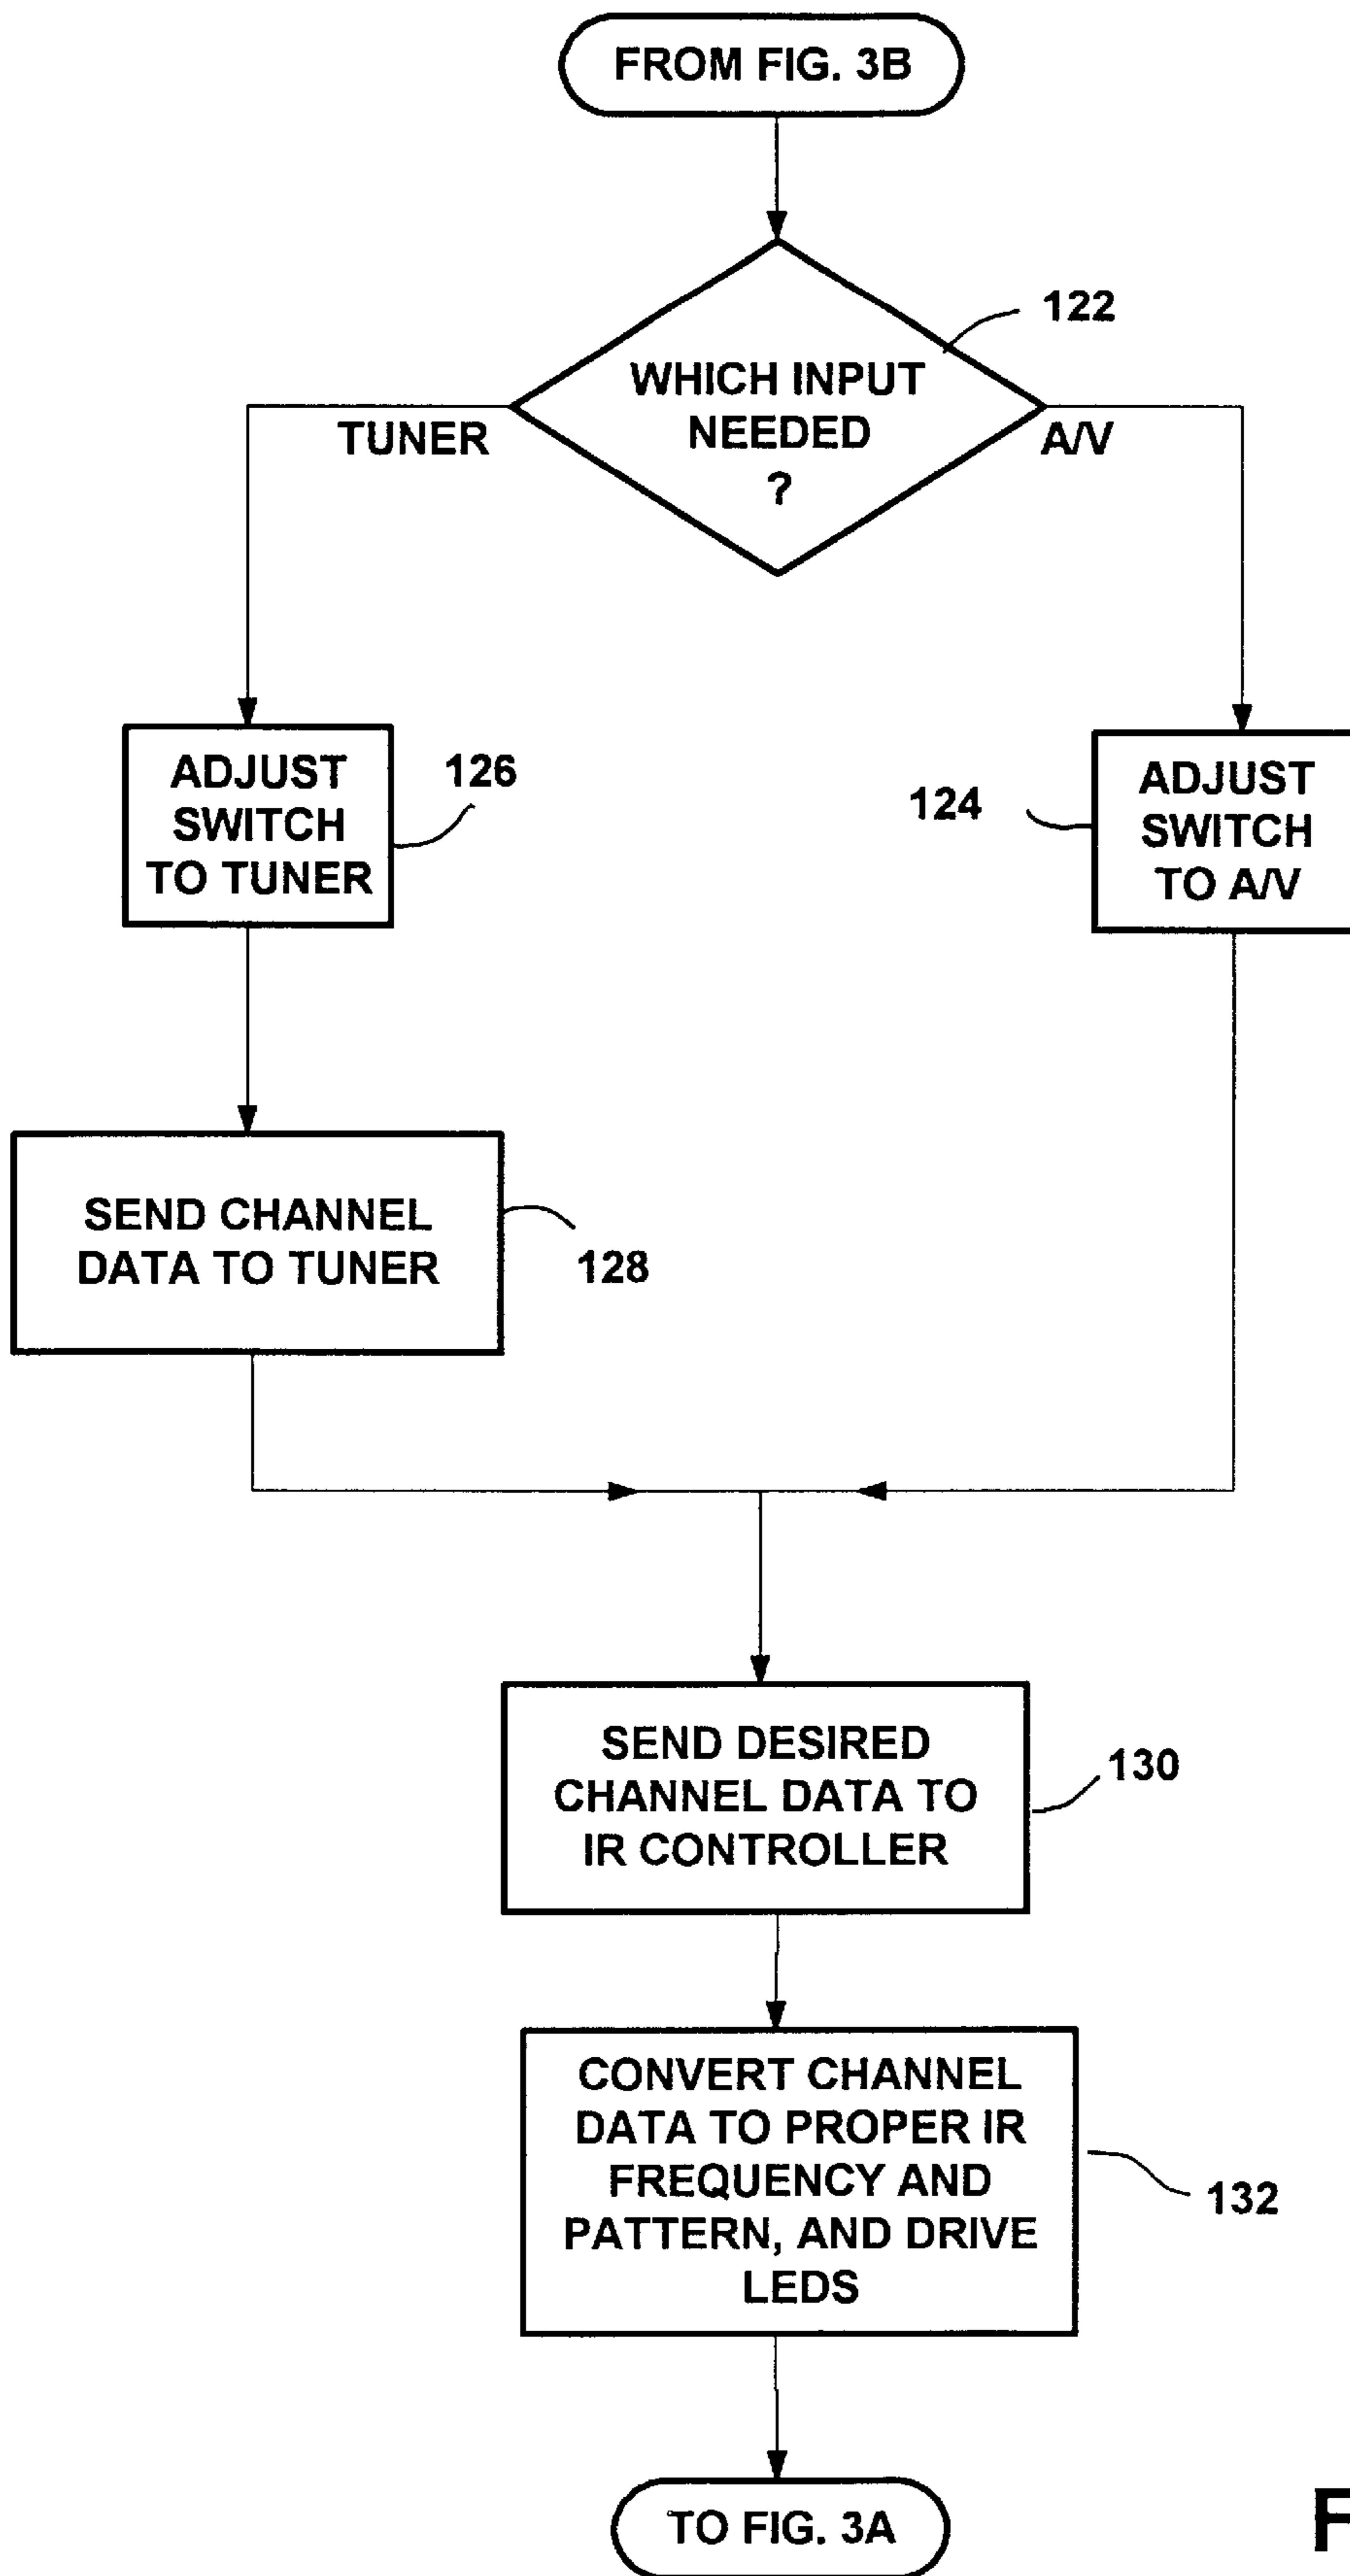 FROM FIG. 3B
122
WHICH INPUT
NEEDED
?
TUNER
A/V
ADJUST
SWITCH
TO TUNER
126
124
ADJUST
SWITCH
TO A/V
SEND CHANNEL
DATA TO TUNER
128
SEND DESIRED
CHANNEL DATA TO
IR CONTROLLER
130
CONVERT CHANNEL
DATA TO PROPER IR
FREQUENCY AND
PATTERN, AND DRIVE
LEDS
132
TO FIG. 3A
F